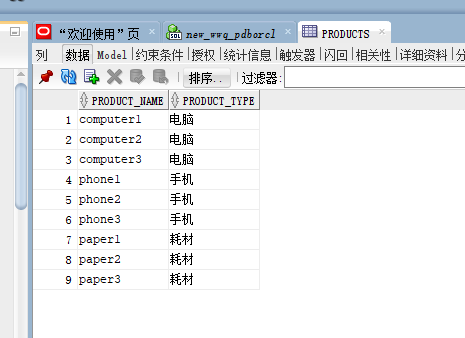 “欢迎使用”页 new_wwq_pdborcl PRODUCTS
列 数据 Model 约束条件 授权 统计信息 触发器 闪回 相关性 详细资料
排序.. 过滤器:
PRODUCT_NAME PRODUCT_TYPE
1 computer1 电脑
2 computer2 电脑
3 computer3 电脑
4 phone1 手机
5 phone2 手机
6 phone3 手机
7 paper1 耗材
8 paper2 耗材
9 paper3 耗材